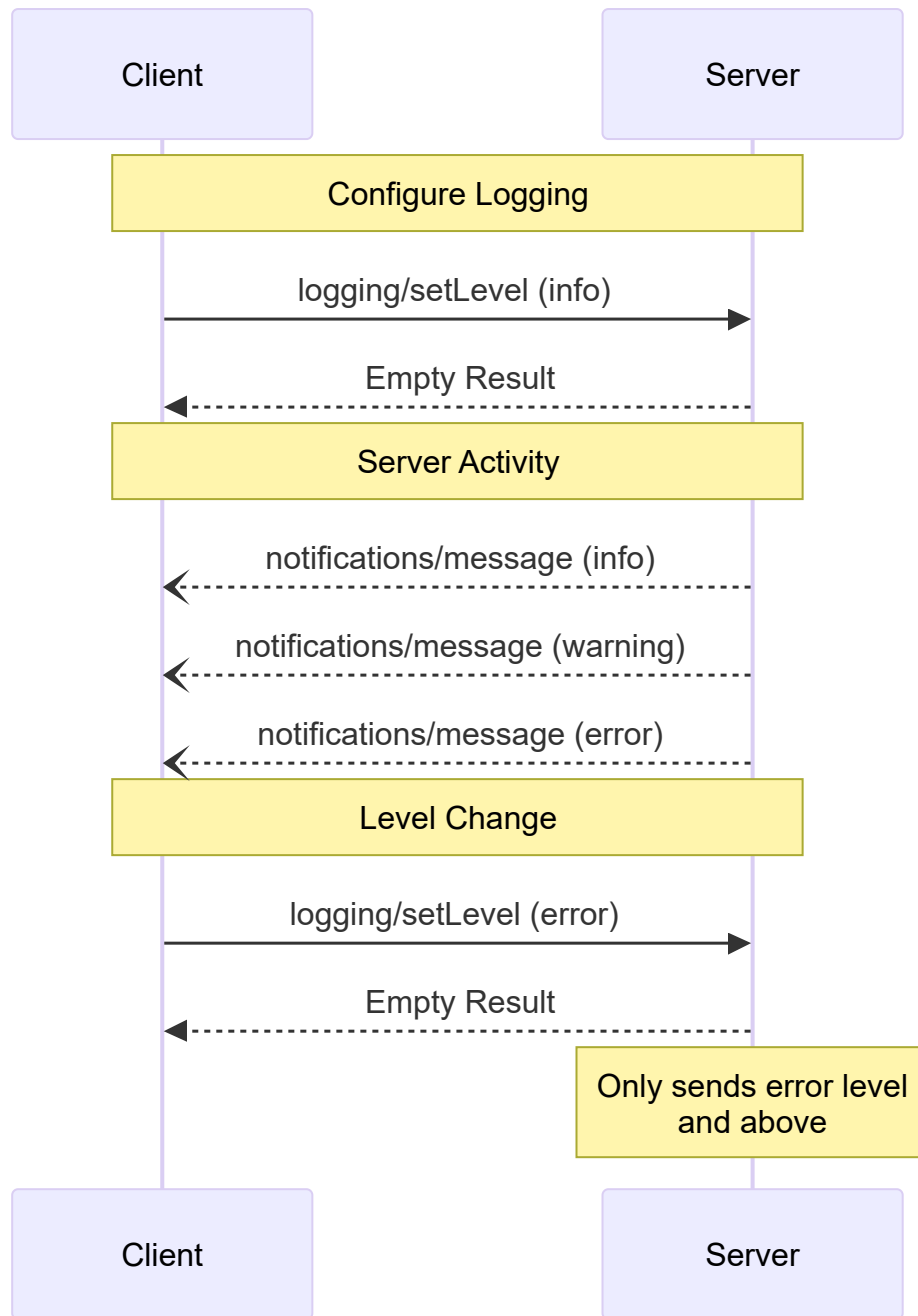 Client
Server
Configure Logging
logging/setLevel (info)
Empty Result
Server Activity
notifications/message (info)
notifications/message (warning)
notifications/message (error)
Level Change
logging/setLevel (error)
Empty Result
Only sends error level
and above
Client
Server